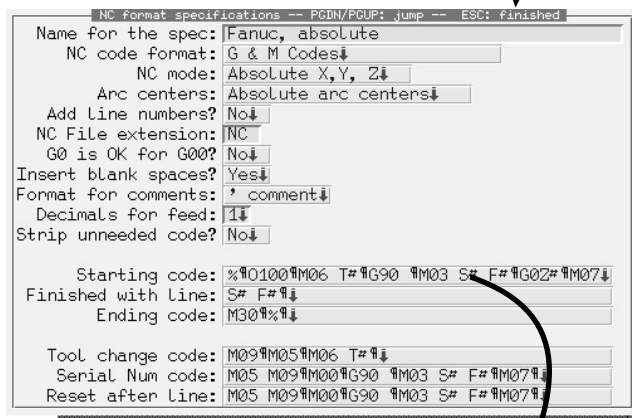 NC format specifications -- PGDN/PGUP: jump -- ESC: finished
Name for the spec: Fanuc, absolute
NC code format: G & M Codes⬇
NC mode: Absolute X,Y, Z⬇
Arc centers: Absolute arc centers⬇
Add line numbers? No⬇
NC File extension: NC
G0 is OK for G00? No⬇
Insert blank spaces? Yes⬇
Format for comments: ' comment⬇
Decimals for feed: 1⬇
Strip unneeded code? No⬇
Starting code: %¶O100¶M06 T#¶G90 ¶M03 S# F#¶G0Z#¶M07⬇
Finished with line: S# F#¶⬇
Ending code: M30¶%¶⬇
Tool change code: M09¶M05¶M06 T#¶⬇
Serial Num code: M05 M09¶M00¶G90 ¶M03 S# F#¶M07¶⬇
Reset after line: M05 M09¶M00¶G90 ¶M03 S# F#¶M07¶⬇